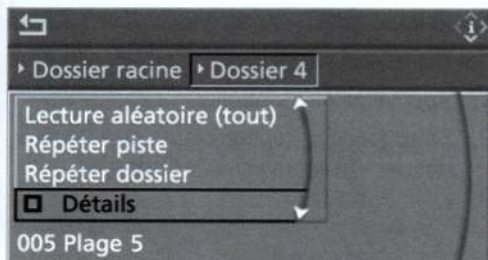 Dossier racine Dossier 4
Lecture aléatoire (tout)
Répéter piste
Répéter dossier
Détails
005 Plage 5